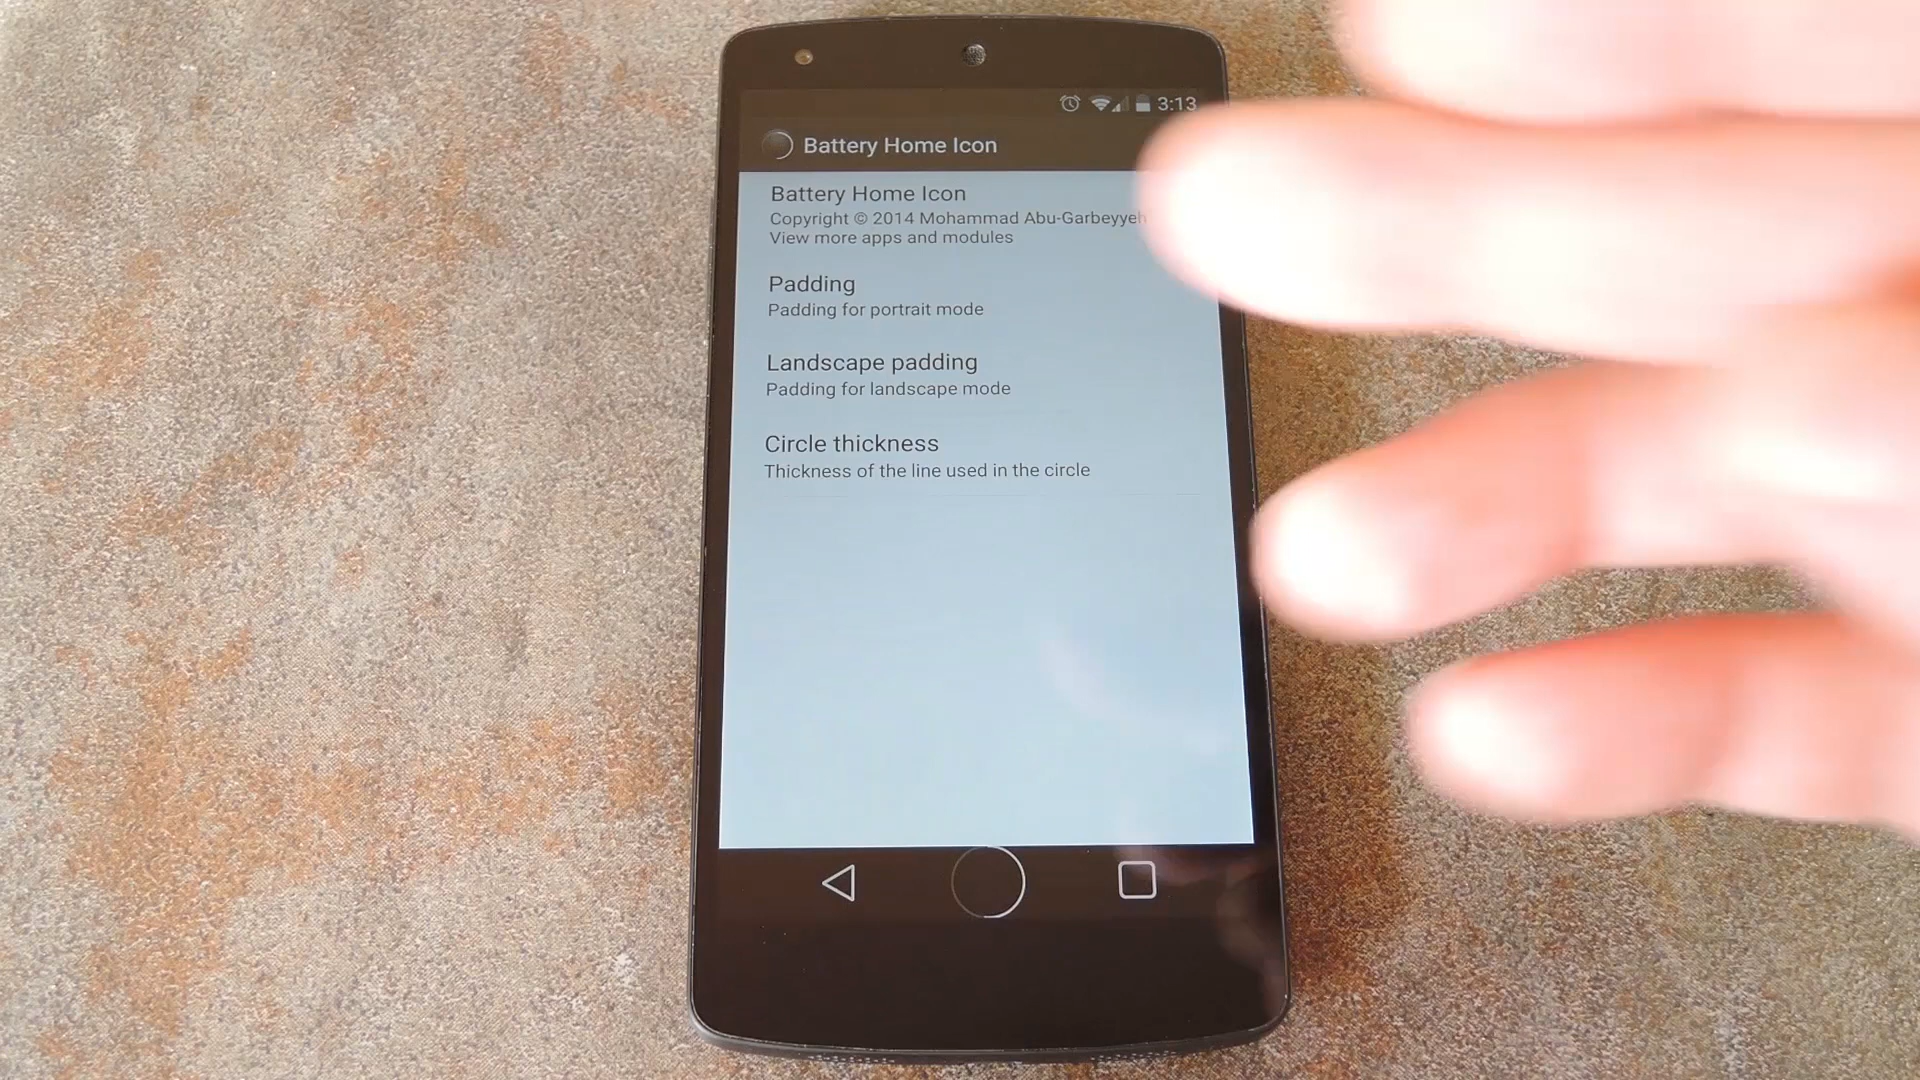 3:13
Battery Home Icon
Battery Home Icon
Copyright © 2014 Mohammad Abu-Garbeyyeh
View more apps and modules
Padding
Padding for portrait mode
Landscape padding
Padding for landscape mode
Circle thickness
Thickness of the line used in the circle